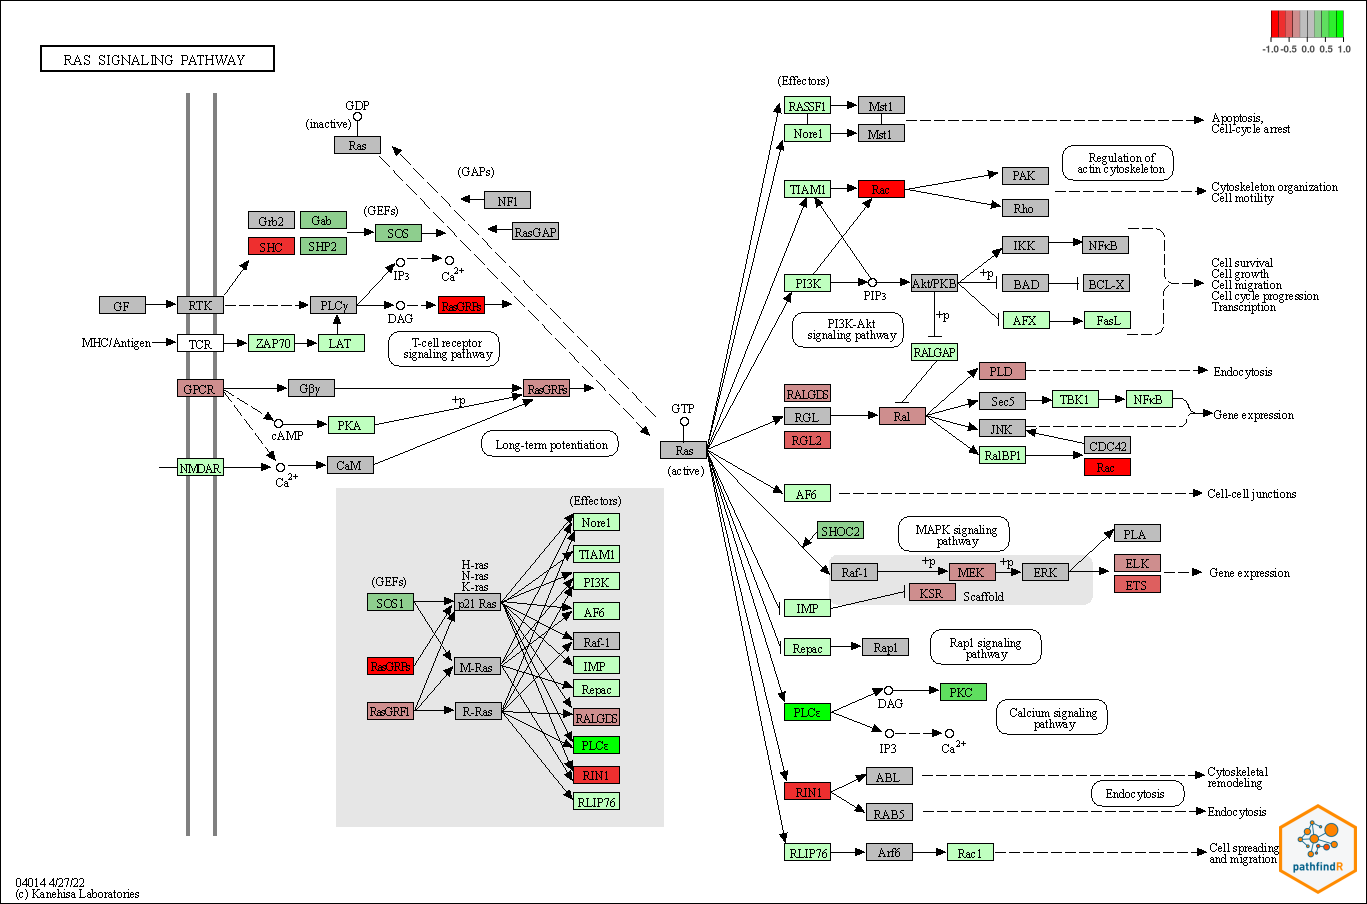 RAS SIGNALING PATHWAY
-1.0 -0.5 0.0 0.5 1.0
GDP
(inactive)
Ras
(GAPs)
NF1
RasGAP
(GEFs)
Grb2
Gab
SHC
SHP2
SOS
IP3
Ca2+
GF
RTK
PLCγ
DAG
RasGRPs
MHC/Antigen
TCR
ZAP70
LAT
T-cell receptor
signaling pathway
GPCR
Gβγ
RasGRFs
cAMP
PKA
+p
NMDAR
Ca2+
CaM
Long-term potentiation
GTP
Ras
(active)
(Effectors)
Nore1
TIAM1
PI3K
AF6
Raf-1
IMP
Repac
RALGDS
PLCε
RIN1
RLIP76
H-ras
N-ras
K-ras
(GEFs)
SOS1
p21 Ras
RasGRPs
M-Ras
RasGRF1
R-Ras
(Effectors)
RASSF1
Mst1
Nore1
Mst1
Apoptosis,
Cell-cycle arrest
Regulation of
actin cytoskeleton
TIAM1
Rac
PAK
Rho
Cytoskeleton organization
Cell motility
PI3K
PIP3
Akt/PKB
+p
+p
IKK
NFκB
BAD
BCL-X
AFX
FasL
Cell survival
Cell growth
Cell migration
Cell cycle progression
Transcription
PI3K-Akt
signaling pathway
RALGAP
RALGDS
RGL
RGL2
Ral
PLD
Endocytosis
Sec5
TBK1
NFκB
Gene expression
JNK
CDC42
RalBP1
Rac
AF6
Cell-cell junctions
SHOC2
MAPK signaling
pathway
Raf-1
+p
MEK
+p
ERK
PLA
ELK
ETS
Gene expression
KSR
Scaffold
IMP
Repac
Rap1
Rap1 signaling
pathway
PLCε
DAG
PKC
IP3
Ca2+
Calcium signaling
pathway
RIN1
ABL
RAB5
Cytoskeletal
remodeling
Endocytosis
Endocytosis
RLIP76
Arf6
Rac1
Cell spreading
and migration
04014 4/27/22
(c) Kanehisa Laboratories
pathfindR